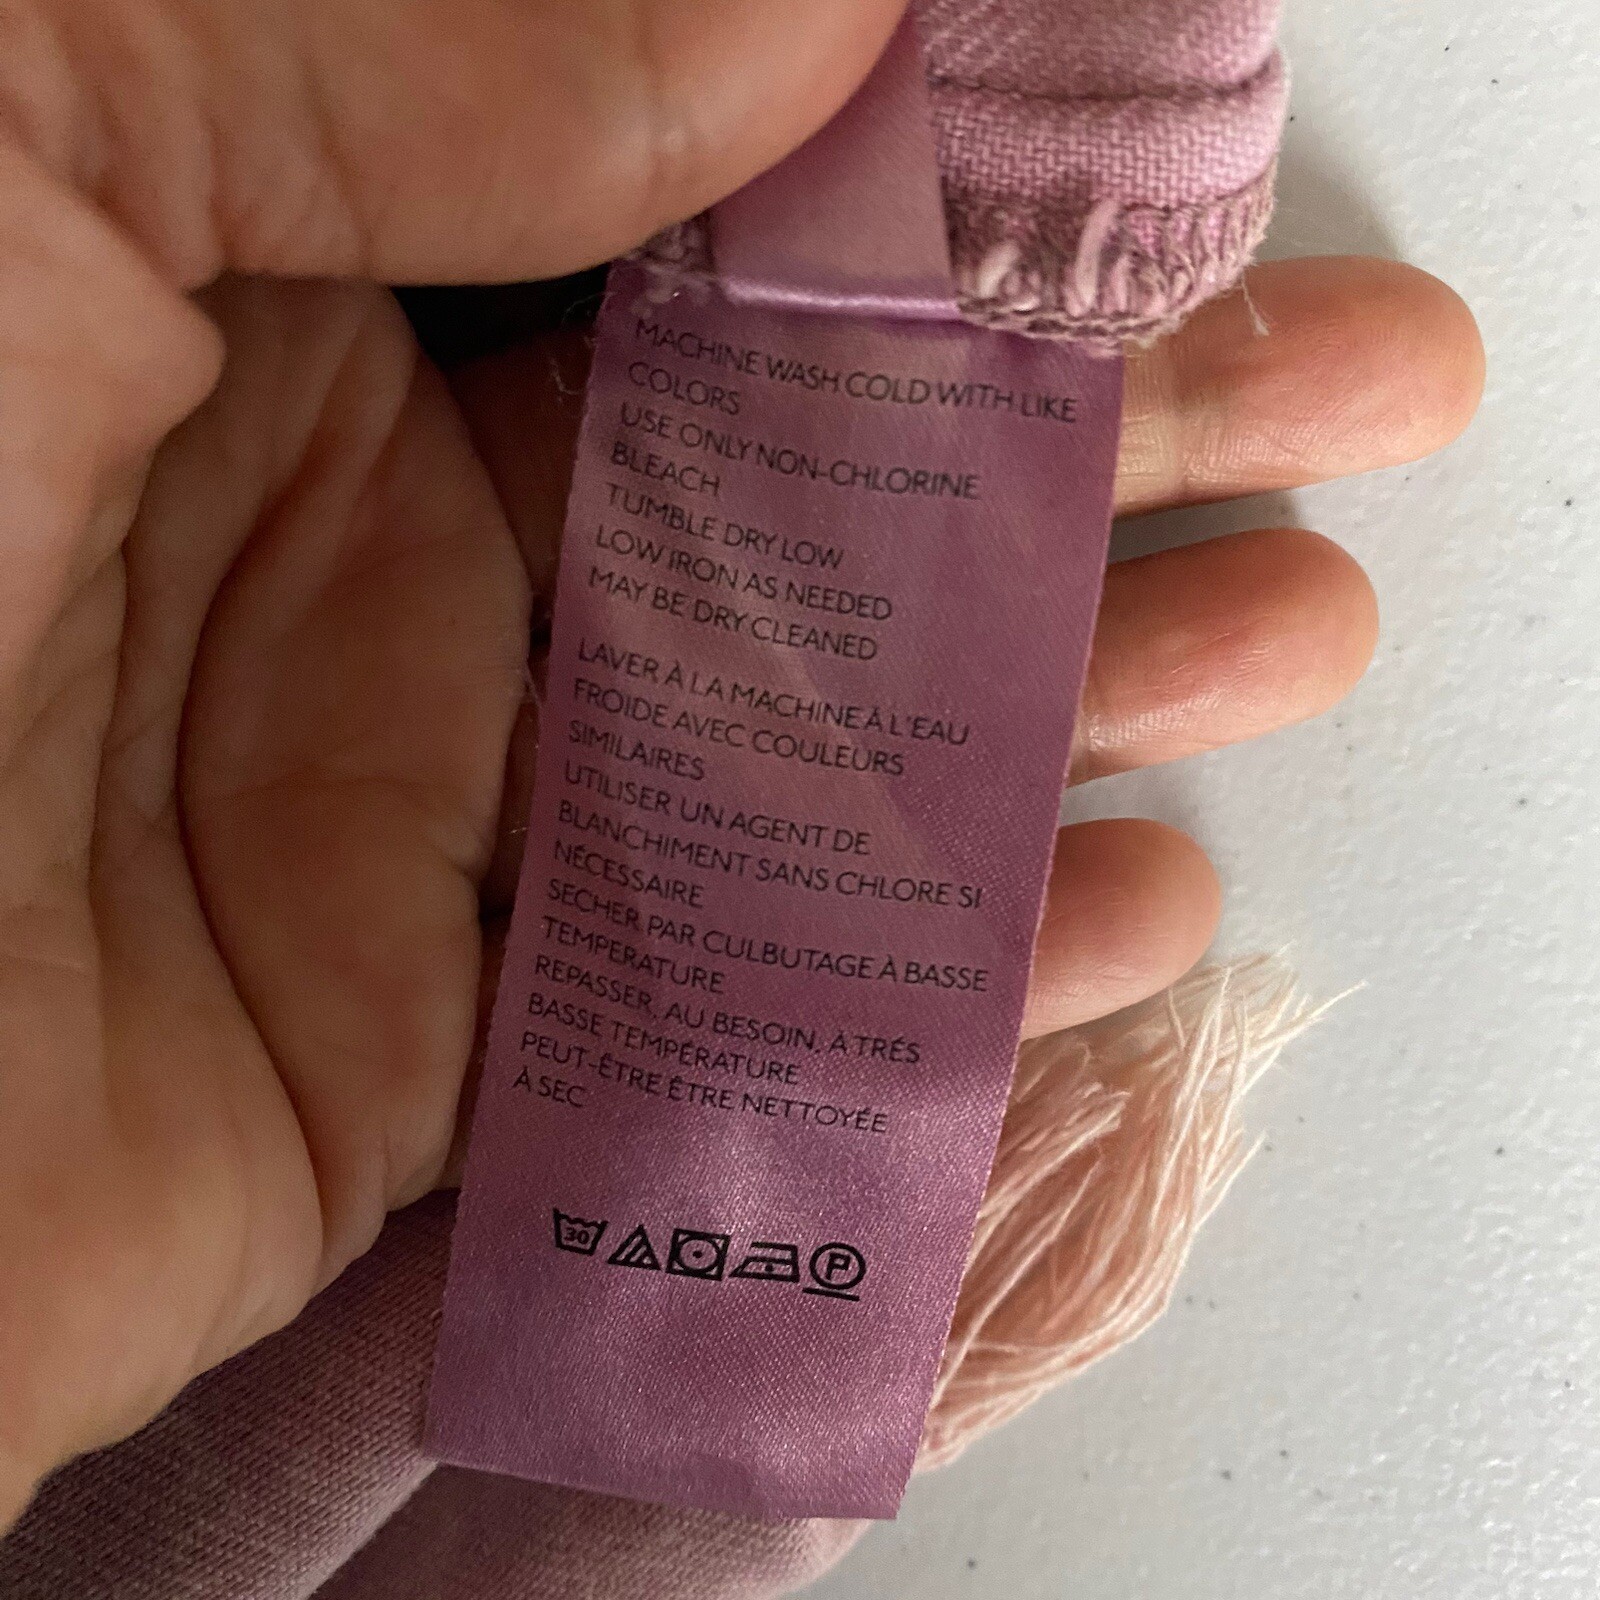 MACHINE WASH COLD WITH LIKE
COLORS
USE ONLY NON-CHLORINE
BLEACH
TUMBLE DRY LOW
LOW IRON AS NEEDED
MAY BE DRY CLEANED
LAVER À LA MACHINE À L'EAU
FROIDE AVEC COULEURS
SIMILAIRES
UTILISER UN AGENT DE
BLANCHIMENT SANS CHLORE SI
NÉCESSAIRE
SECHER PAR CULBUTAGE À BASSE
TEMPERATURE
REPASSER, AU BESOIN, À TRÉS
BASSE TEMPÉRATURE
PEUT-ÊTRE ÊTRE NETTOYÉE
À SEC
30 P